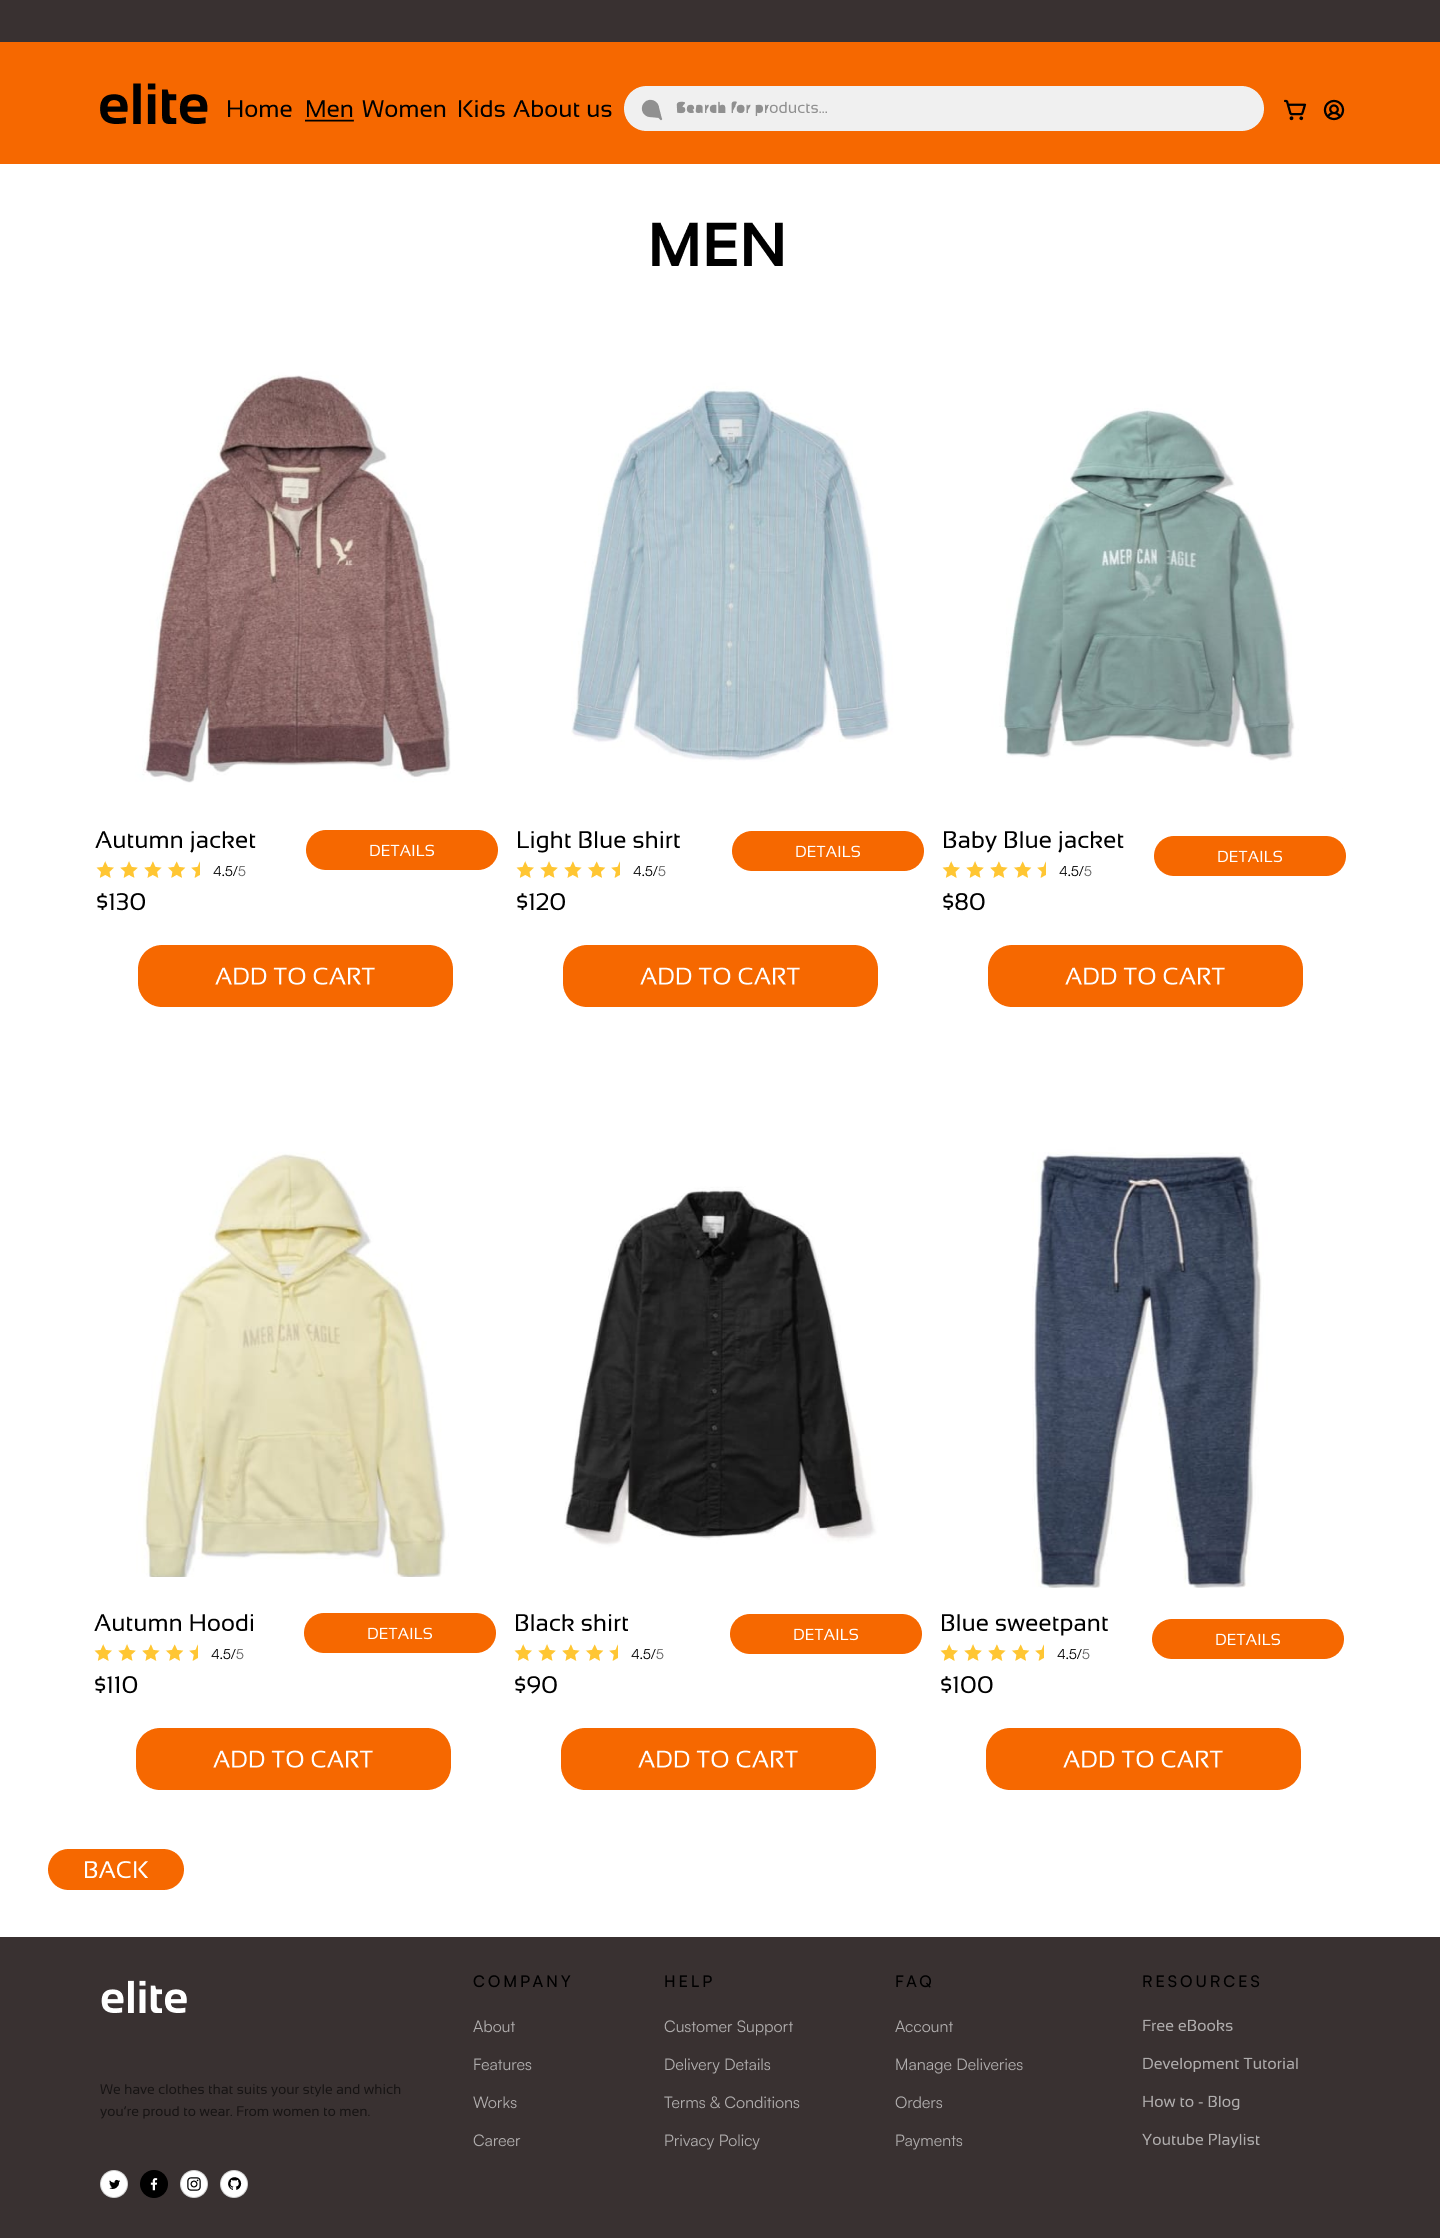 elite Home Men Women Kids About us Search for products...
MEN
AMERICAN EAGLE
Autumn jacket DETAILS Light Blue shirt DETAILS Baby Blue jacket DETAILS
4.5/5 4.5/5 4.5/5
$130 $120 $80
ADD TO CART ADD TO CART ADD TO CART
AMERICAN EAGLE
Autumn Hoodi DETAILS Black shirt DETAILS Blue sweetpant DETAILS
4.5/5 4.5/5 4.5/5
$110 $90 $100
ADD TO CART ADD TO CART ADD TO CART
BACK
elite COMPANY HELP FAQ RESOURCES
About Customer Support Account Free eBooks
Features Delivery Details Manage Deliveries Development Tutorial
We have clothes that suits your style and which
you're proud to wear. From women to men.
Works Terms & Conditions Orders How to - Blog
Career Privacy Policy Payments Youtube Playlist